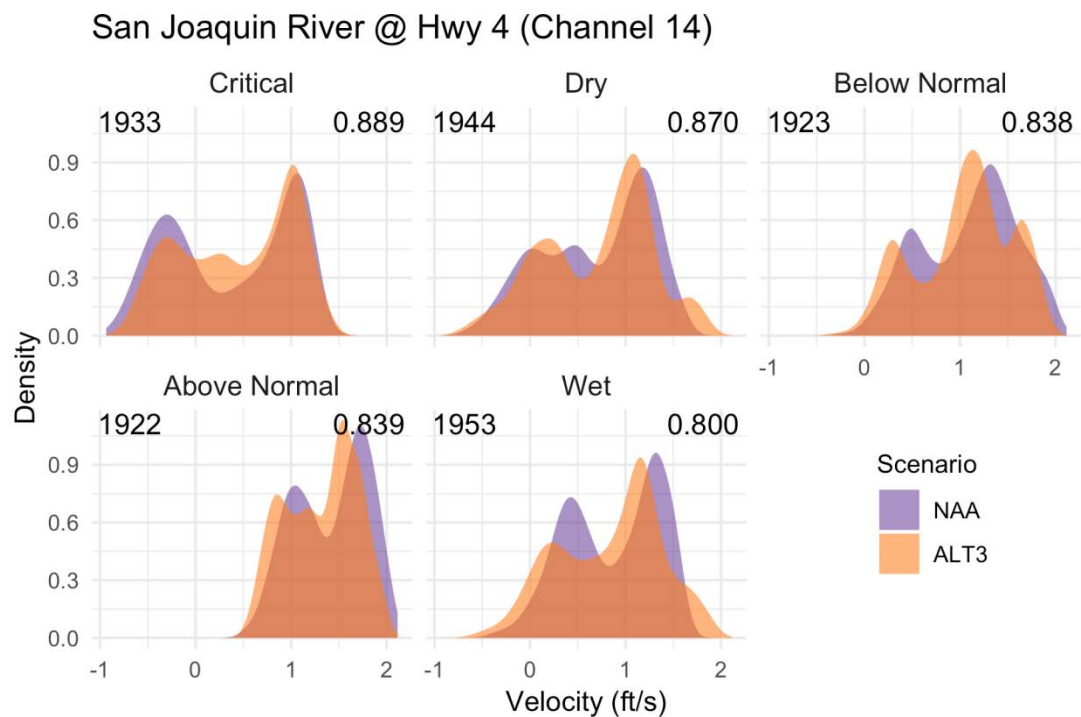 San Joaquin River @ Hwy 4 (Channel 14)
Critical
Dry
Below Normal
1933 0.889
1944 0.870
1923 0.838
0.9
0.6
0.3
0.0
-1 0 1 2
Density
Above Normal
Wet
1922 0.839
1953 0.800
0.9
0.6
0.3
0.0
-1 0 1 2
-1 0 1 2
Velocity (ft/s)
Scenario
NAA
ALT3